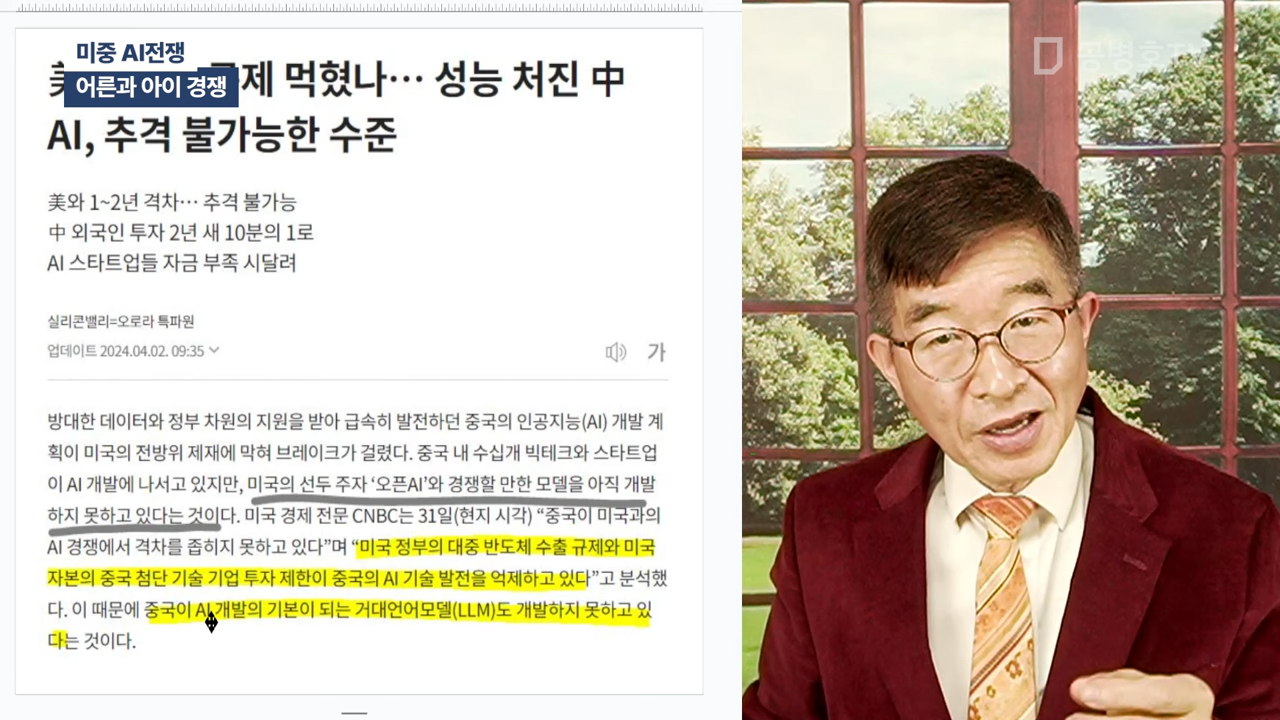 미중 AI전쟁
어른과 아이 경쟁
규제 먹혔나… 성능 처진 中
AI, 추격 불가능한 수준
美와 1~2년 격차… 추격 불가능
中 외국인 투자 2년 새 10분의 1로
AI 스타트업들 자금 부족 시달려
실리콘밸리=오로라 특파원
업데이트 2024.04.02. 09:35
가
방대한 데이터와 정부 차원의 지원을 받아 급속히 발전하던 중국의 인공지능(AI) 개발 계
획이 미국의 전방위 제재에 막혀 브레이크가 걸렸다. 중국 내 수십개 빅테크와 스타트업
이 AI 개발에 나서고 있지만, 미국의 선두 주자 ‘오픈AI’와 경쟁할 만한 모델을 아직 개발
하지 못하고 있다는 것이다. 미국 경제 전문 CNBC는 31일(현지 시각) “중국이 미국과의
AI 경쟁에서 격차를 좁히지 못하고 있다”며 “미국 정부의 대중 반도체 수출 규제와 미국
자본의 중국 첨단 기술 기업 투자 제한이 중국의 AI 기술 발전을 억제하고 있다”고 분석했
다. 이 때문에 중국이 AI 개발의 기본이 되는 거대언어모델(LLM)도 개발하지 못하고 있
다는 것이다.